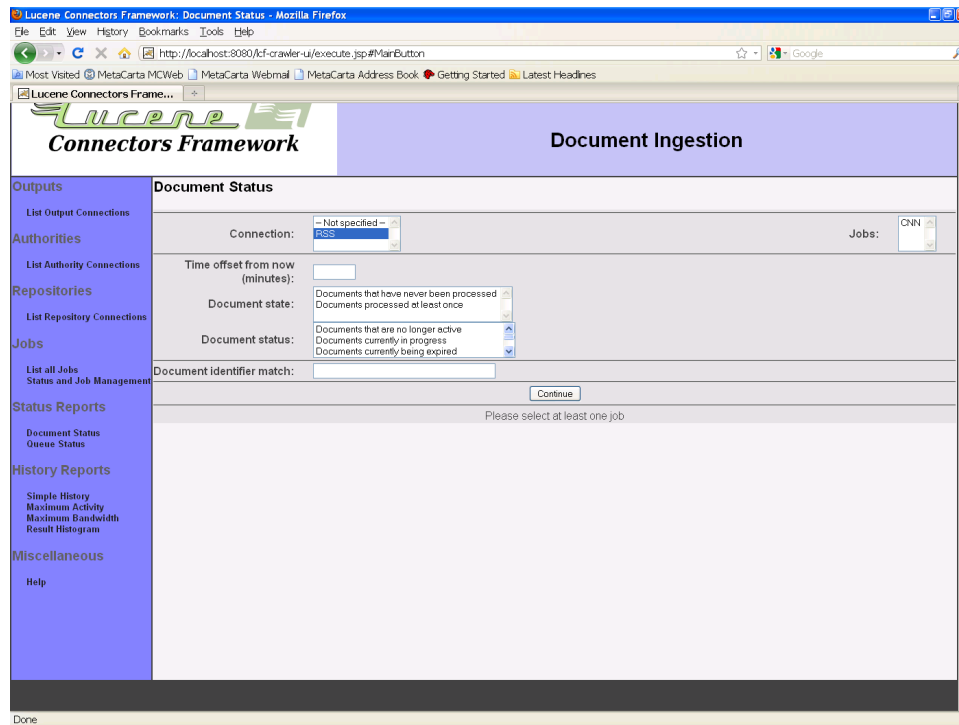 Lucene Connectors Framework: Document Status - Mozilla Firefox
File Edit View History Bookmarks Tools Help
http://localhost:8080/lcf-crawler-ui/execute.jsp#MainButton
Google
Most Visited MetaCarta MCWeb MetaCarta Webmail MetaCarta Address Book Getting Started Latest Headlines
Lucene Connectors Frame...
Lucene
Connectors Framework
Document Ingestion
Outputs
List Output Connections
Authorities
List Authority Connections
Repositories
List Repository Connections
Jobs
List all Jobs
Status and Job Management
Status Reports
Document Status
Queue Status
History Reports
Simple History
Maximum Activity
Maximum Bandwidth
Result Histogram
Miscellaneous
Help
Document Status
Connection:
-- Not specified --
RSS
Jobs:
CNN
Time offset from now
(minutes):
Document state:
Documents that have never been processed
Documents processed at least once
Document status:
Documents that are no longer active
Documents currently in progress
Documents currently being expired
Document identifier match:
Continue
Please select at least one job
Done